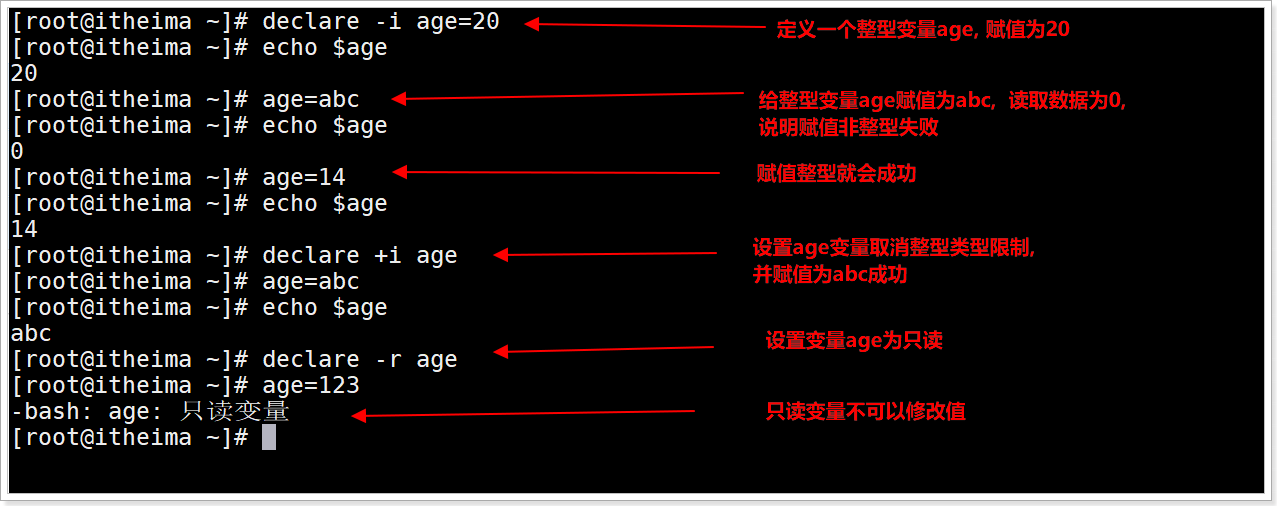 [root@itheima ~]# declare -i age=20
定义一个整型变量age, 赋值为20
[root@itheima ~]# echo $age
20
[root@itheima ~]# age=abc
给整型变量age赋值为abc, 读取数据为0,
说明赋值非整型失败
[root@itheima ~]# echo $age
0
[root@itheima ~]# age=14
赋值整型就会成功
[root@itheima ~]# echo $age
14
[root@itheima ~]# declare +i age
设置age变量取消整型类型限制,
并赋值为abc成功
[root@itheima ~]# age=abc
[root@itheima ~]# echo $age
abc
[root@itheima ~]# declare -r age
设置变量age为只读
[root@itheima ~]# age=123
-bash: age: 只读变量
只读变量不可以修改值
[root@itheima ~]#